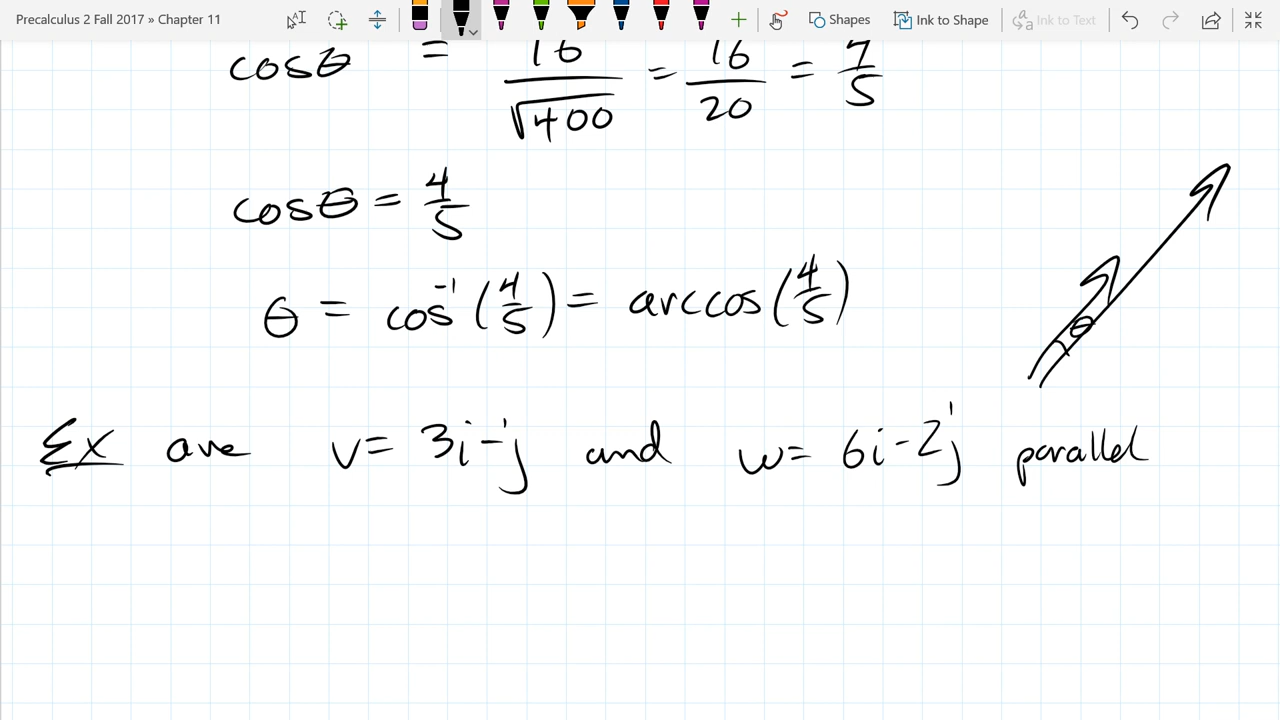 Precalculus 2 Fall 2017 » Chapter 11 Shapes Ink to Shape Ink to Text
cosθ = 16/√400 = 16/20 = 4/5
cosθ = 4/5
θ = cos⁻¹(4/5) = arccos(4/5)
θ
Ex are v = 3i - j and w = 6i - 2j parallel